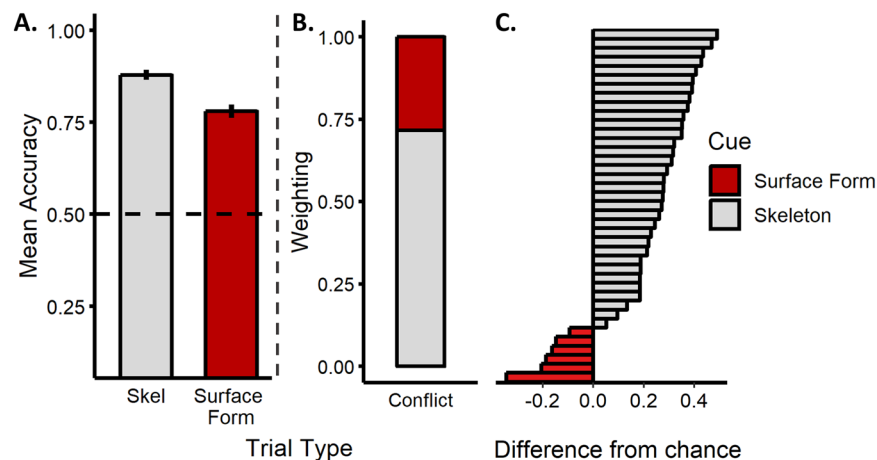 A.
Mean Accuracy
1.00
0.75
0.50
0.25
Skel
Surface
Form
B.
Weighting
1.00
0.75
0.50
0.25
0.00
Conflict
Trial Type
C.
-0.2
0.0
0.2
0.4
Difference from chance
Cue
Surface Form
Skeleton